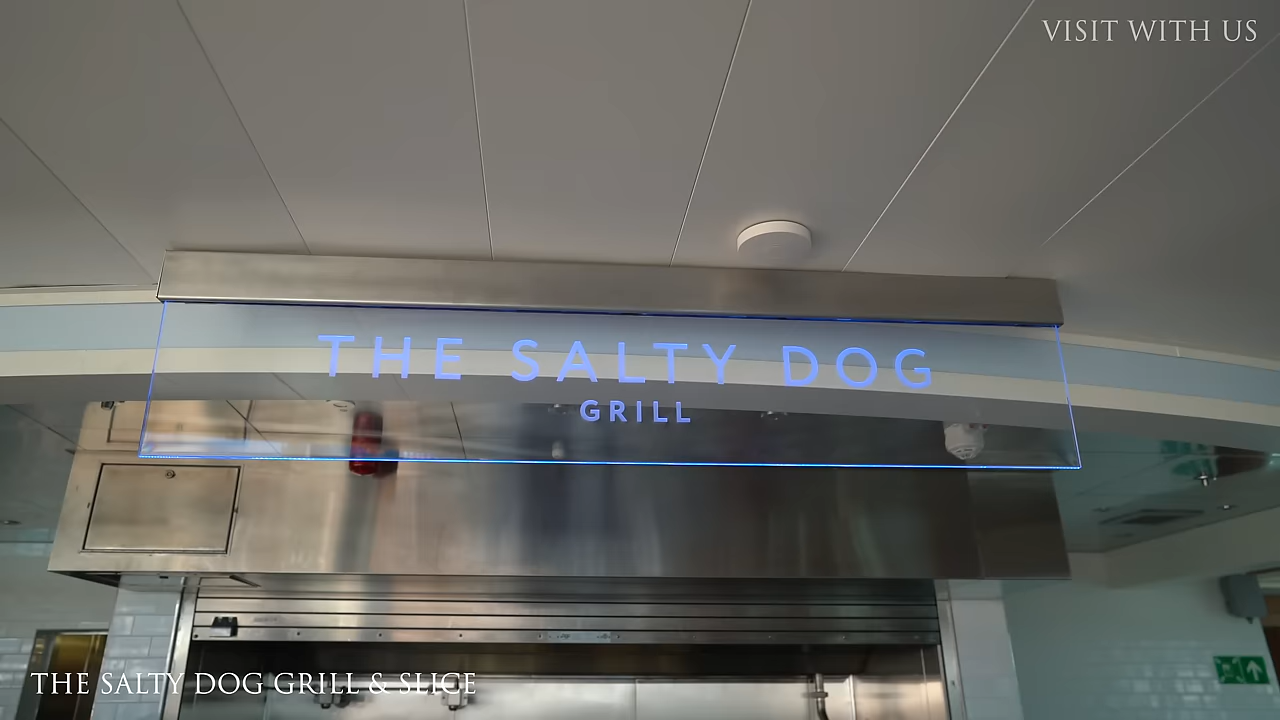 VISIT WITH US
THE SALTY DOG
GRILL
THE SALTY DOG GRILL & SLICE